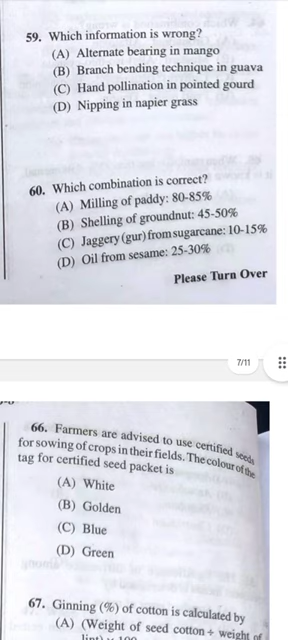 59. Which information is wrong?
(A) Alternate bearing in mango
(B) Branch bending technique in guava
(C) Hand pollination in pointed gourd
(D) Nipping in napier grass
60. Which combination is correct?
(A) Milling of paddy: 80-85%
(B) Shelling of groundnut: 45-50%
(C) Jaggery (gur) from sugarcane: 10-15%
(D) Oil from sesame: 25-30%
Please Turn Over
7/11
66. Farmers are advised to use certified seeds
for sowing of crops in their fields. The colour of the
tag for certified seed packet is
(A) White
(B) Golden
(C) Blue
(D) Green
67. Ginning (%) of cotton is calculated by
(A) (Weight of seed cotton ÷ weight of